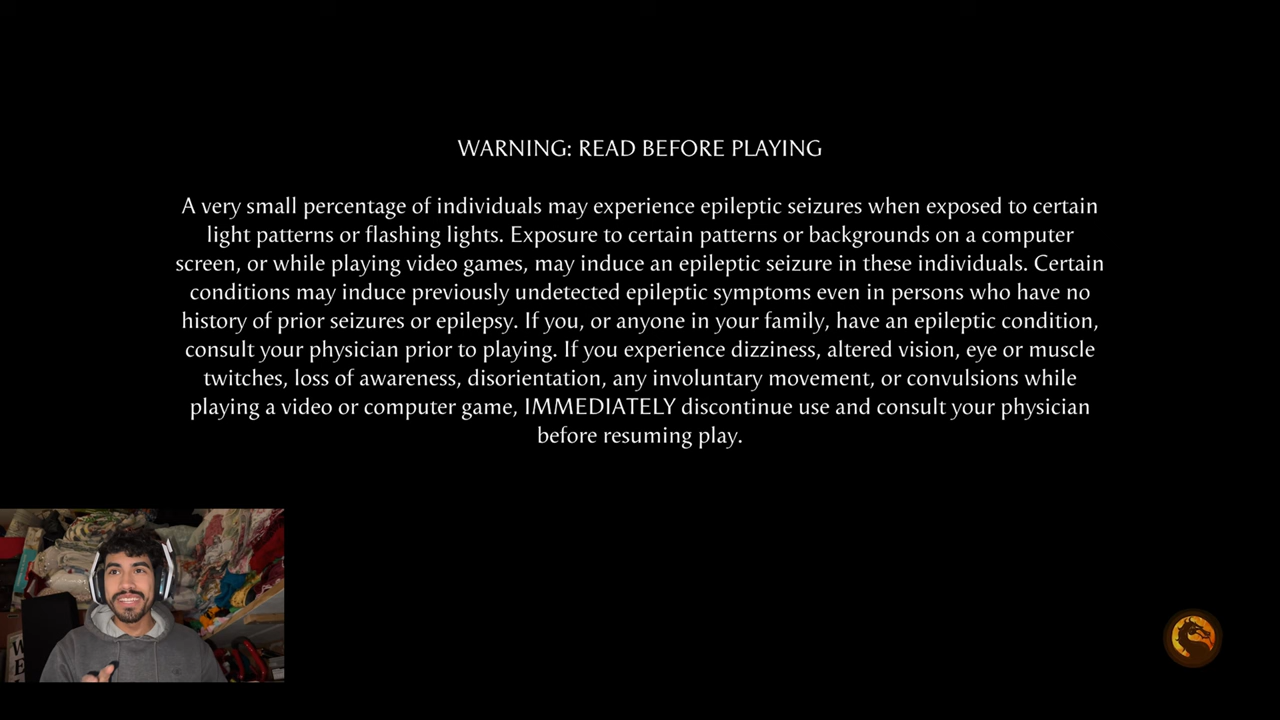 WARNING: READ BEFORE PLAYING
A very small percentage of individuals may experience epileptic seizures when exposed to certain
light patterns or flashing lights. Exposure to certain patterns or backgrounds on a computer
screen, or while playing video games, may induce an epileptic seizure in these individuals. Certain
conditions may induce previously undetected epileptic symptoms even in persons who have no
history of prior seizures or epilepsy. If you, or anyone in your family, have an epileptic condition,
consult your physician prior to playing. If you experience dizziness, altered vision, eye or muscle
twitches, loss of awareness, disorientation, any involuntary movement, or convulsions while
playing a video or computer game, IMMEDIATELY discontinue use and consult your physician
before resuming play.